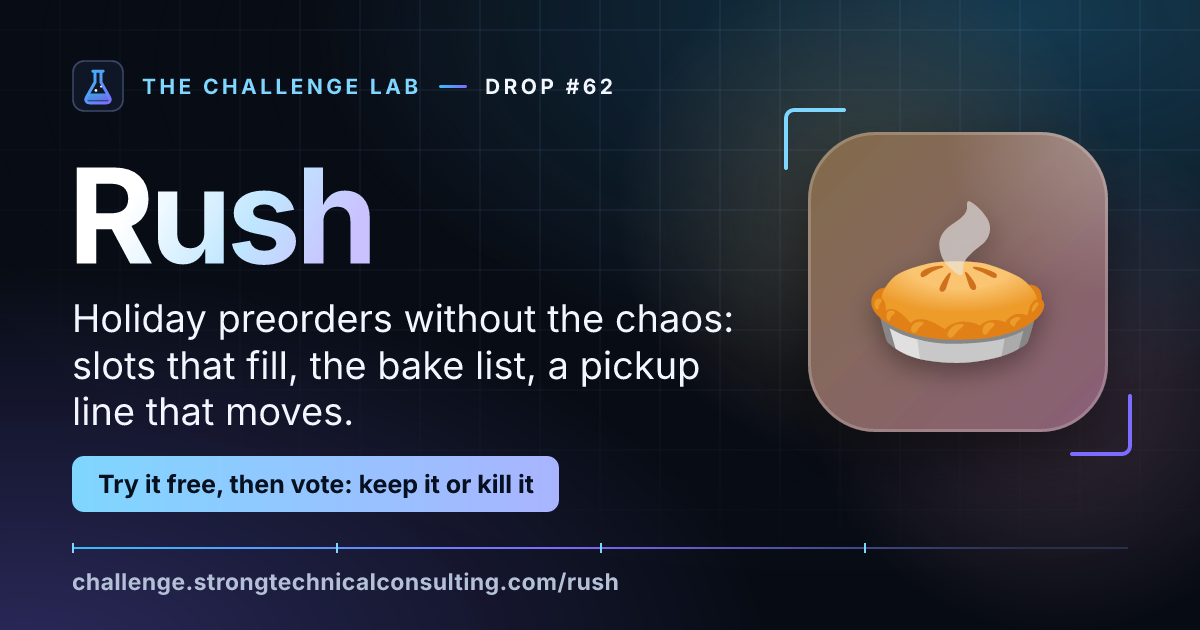 THE CHALLENGE LAB — DROP #62
Rush
Holiday preorders without the chaos:
slots that fill, the bake list, a pickup
line that moves.
Try it free, then vote: keep it or kill it
challenge.strongtechnicalconsulting.com/rush